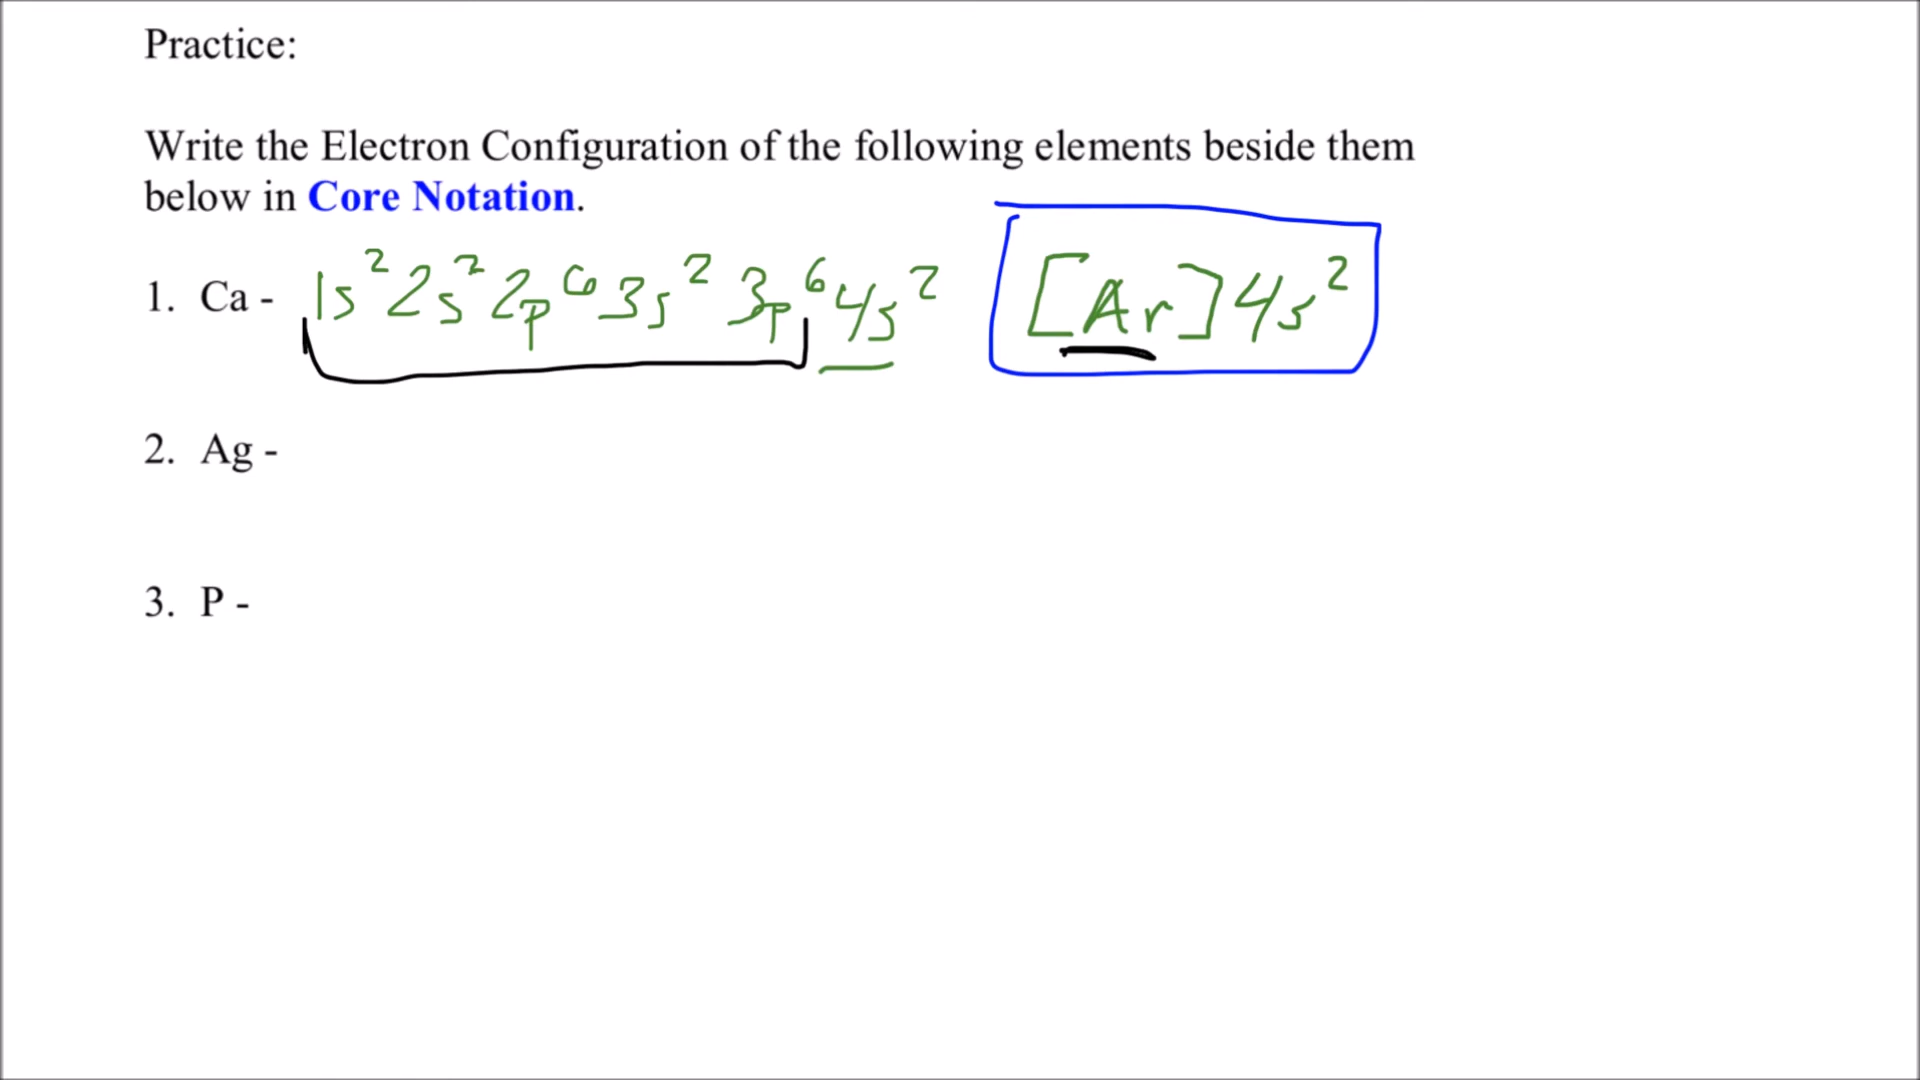 Practice:
Write the Electron Configuration of the following elements beside them
below in Core Notation.
1. Ca - 1s²2s²2p⁶3s²3p⁶4s² [Ar]4s²
2. Ag -
3. P -